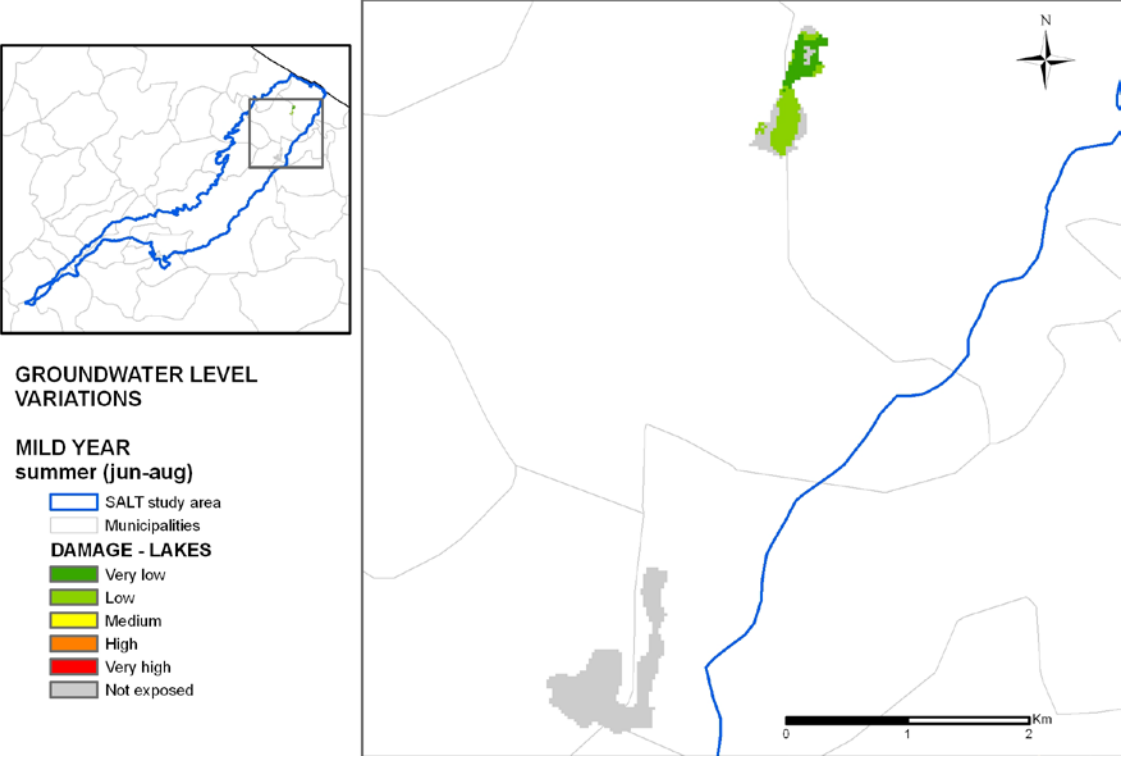 N
GROUNDWATER LEVEL
VARIATIONS
MILD YEAR
summer (jun-aug)
SALT study area
Municipalities
DAMAGE - LAKES
Very low
Low
Medium
High
Very high
Not exposed
Km
0 1 2